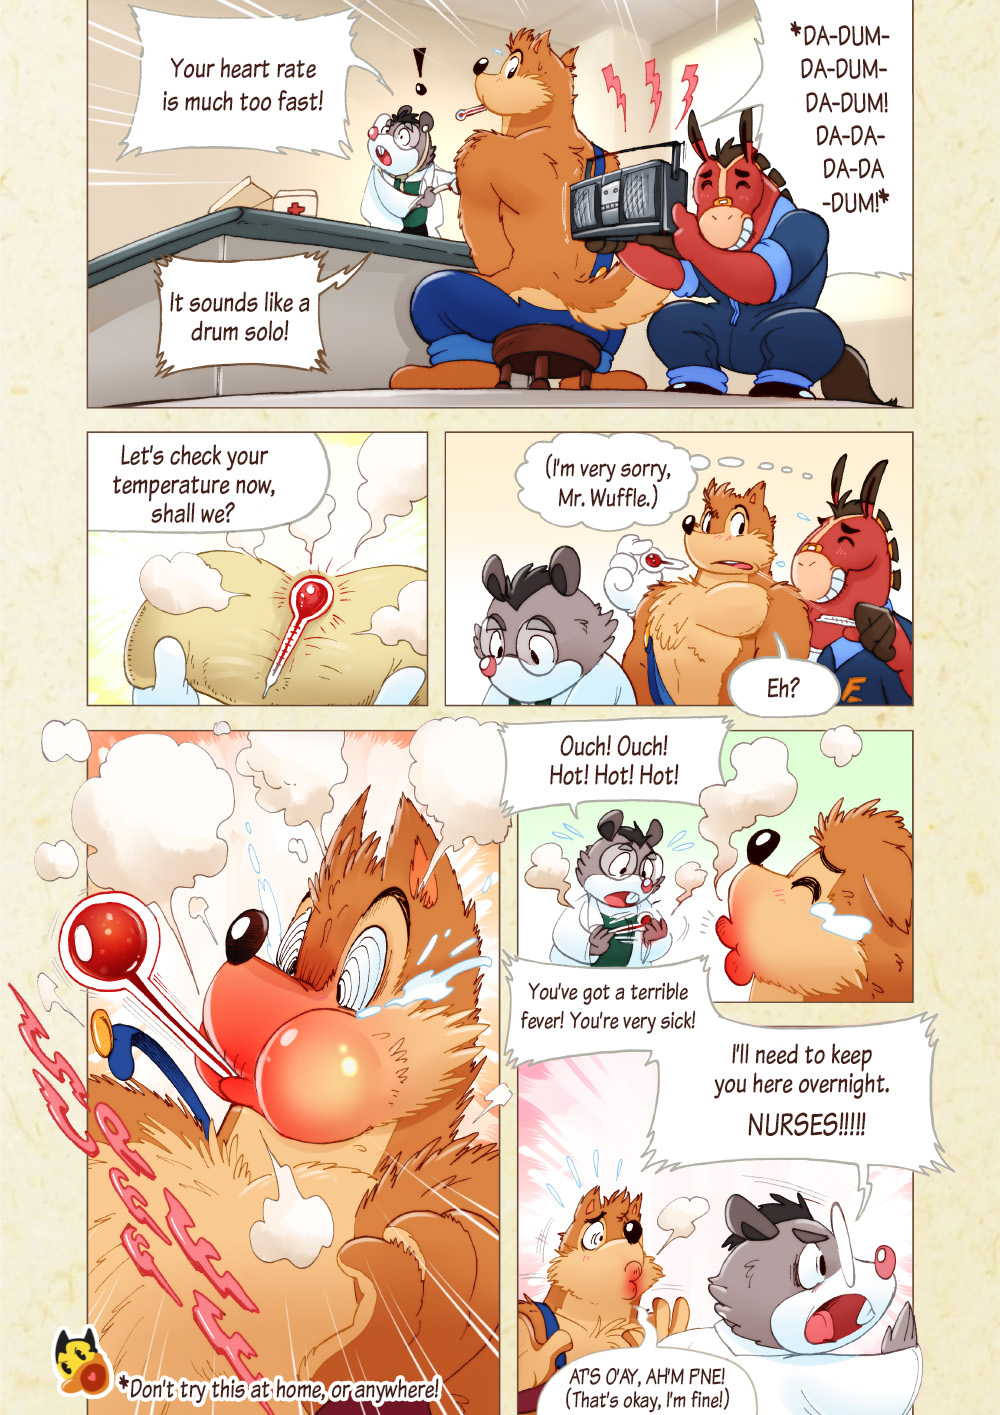 Your heart rate
is much too fast!
!
*DA-DUM-
DA-DUM-
DA-DUM!
DA-DA-
DA-DA
-DUM!*
It sounds like a
drum solo!
Let's check your
temperature now,
shall we?
(I'm very sorry,
Mr. Wuffle.)
Eh?
F
Ouch! Ouch!
Hot! Hot! Hot!
You've got a terrible
fever! You're very sick!
I'll need to keep
you here overnight.
NURSES!!!!!
AT'S O'AY, AH'M F'NE!
(That's okay, I'm fine!)
*Don't try this at home, or anywhere!